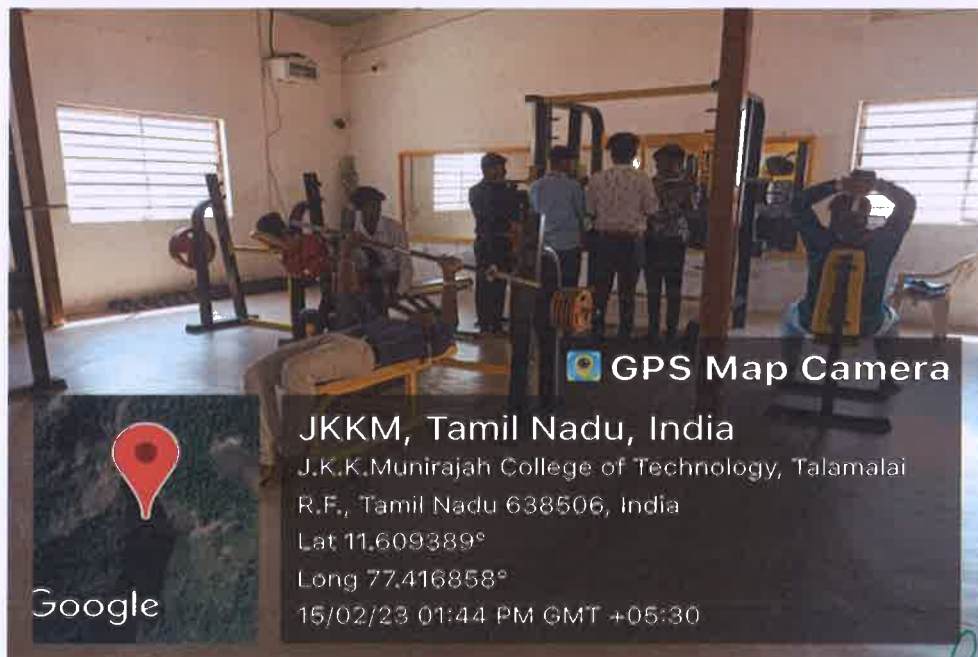 GPS Map Camera
JKKM, Tamil Nadu, India
J.K.K.Munirajah College of Technology, Talamalai
R.F., Tamil Nadu 638506, India
Lat 11.609389°
Long 77.416858°
15/02/23 01:44 PM GMT +05:30
Google